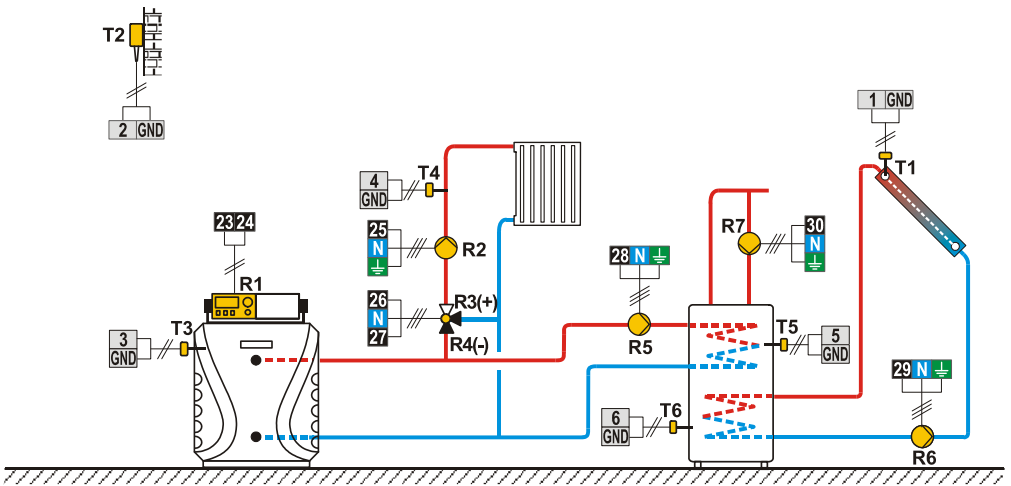 T2
2 GND
1 GND
T1
4
GND
T4
25
N
R2
23 24
R1
26
N
27
R3(+)
R4(-)
3
GND
T3
28 N
R5
R7
30
N
T5
5
GND
29 N
R6
6
GND
T6